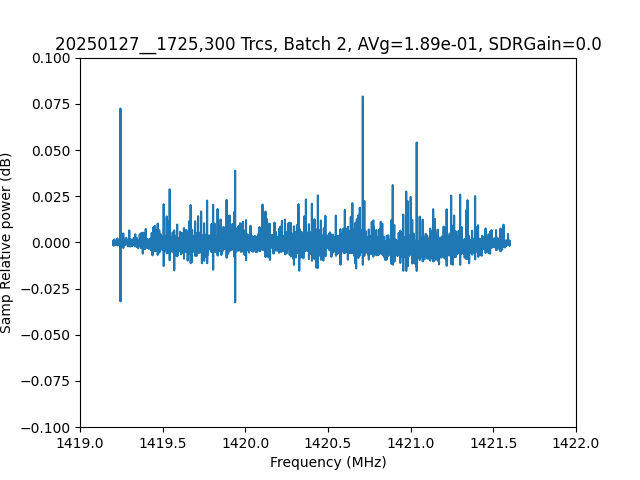 20250127__1725,300 Trcs, Batch 2, AVg=1.89e-01, SDRGain=0.0
0.100
0.075
0.050
0.025
0.000
−0.025
−0.050
−0.075
−0.100
Samp Relative power (dB)
1419.0 1419.5 1420.0 1420.5 1421.0 1421.5 1422.0
Frequency (MHz)